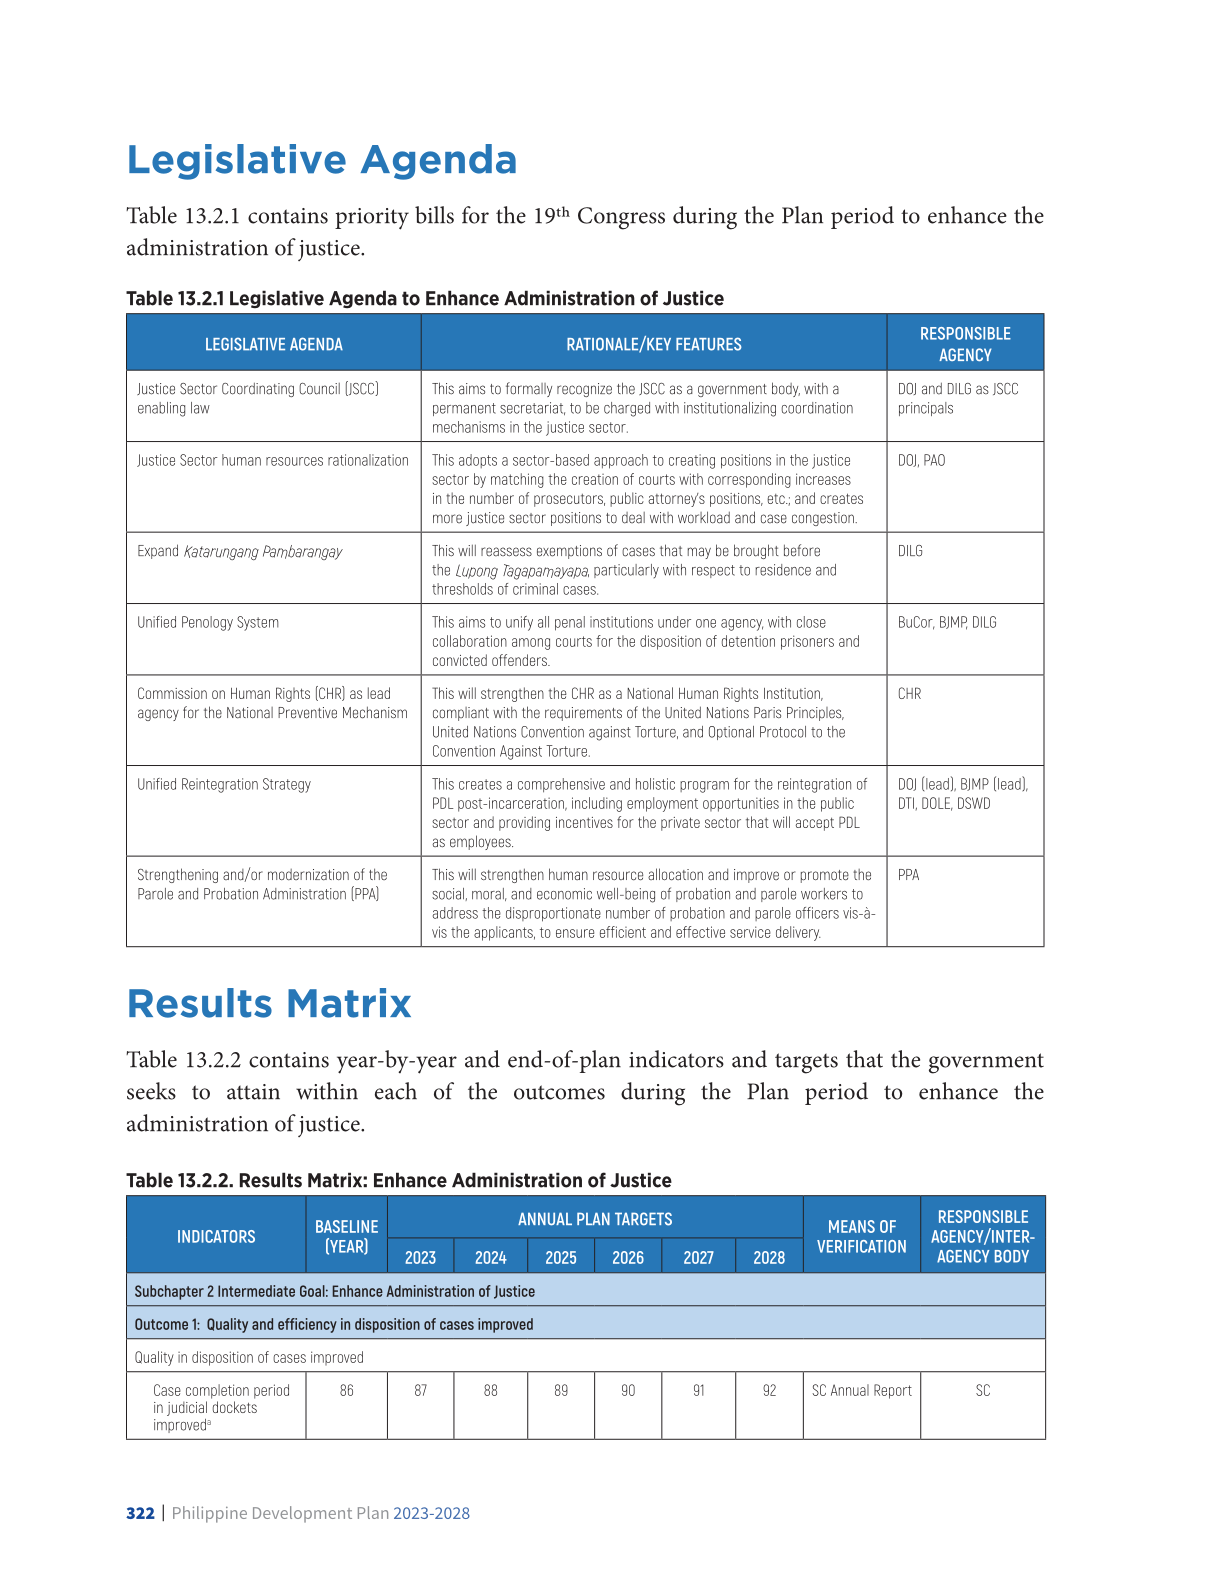 Legislative Agenda
Table 13.2.1 contains priority bills for the 19th Congress during the Plan period to enhance the
administration of justice.
Table 13.2.1 Legislative Agenda to Enhance Administration of Justice
LEGISLATIVE AGENDA
RATIONALE/KEY FEATURES
RESPONSIBLE
AGENCY
Justice Sector Coordinating Council (JSCC)
enabling law
This aims to formally recognize the JSCC as a government body, with a
permanent secretariat, to be charged with institutionalizing coordination
mechanisms in the justice sector.
DOJ and DILG as JSCC
principals
Justice Sector human resources rationalization
This adopts a sector-based approach to creating positions in the justice
sector by matching the creation of courts with corresponding increases
in the number of prosecutors, public attorney's positions, etc.; and creates
more justice sector positions to deal with workload and case congestion.
DOJ, PAO
Expand Katarungang Pambarangay
This will reassess exemptions of cases that may be brought before
the Lupong Tagapamayapa, particularly with respect to residence and
thresholds of criminal cases.
DILG
Unified Penology System
This aims to unify all penal institutions under one agency, with close
collaboration among courts for the disposition of detention prisoners and
convicted offenders.
BuCor, BJMP, DILG
Commission on Human Rights (CHR) as lead
agency for the National Preventive Mechanism
This will strengthen the CHR as a National Human Rights Institution,
compliant with the requirements of the United Nations Paris Principles,
United Nations Convention against Torture, and Optional Protocol to the
Convention Against Torture.
CHR
Unified Reintegration Strategy
This creates a comprehensive and holistic program for the reintegration of
PDL post-incarceration, including employment opportunities in the public
sector and providing incentives for the private sector that will accept PDL
as employees.
DOJ (lead), BJMP (lead),
DTI, DOLE, DSWD
Strengthening and/or modernization of the
Parole and Probation Administration (PPA)
This will strengthen human resource allocation and improve or promote the
social, moral, and economic well-being of probation and parole workers to
address the disproportionate number of probation and parole officers vis-à-
vis the applicants, to ensure efficient and effective service delivery.
PPA
Results Matrix
Table 13.2.2 contains year-by-year and end-of-plan indicators and targets that the government
seeks to attain within each of the outcomes during the Plan period to enhance the
administration of justice.
Table 13.2.2. Results Matrix: Enhance Administration of Justice
INDICATORS
BASELINE
(YEAR)
ANNUAL PLAN TARGETS
2023 2024 2025 2026 2027 2028
MEANS OF
VERIFICATION
RESPONSIBLE
AGENCY/INTER-
AGENCY BODY
Subchapter 2 Intermediate Goal: Enhance Administration of Justice
Outcome 1: Quality and efficiency in disposition of cases improved
Quality in disposition of cases improved
Case completion period
in judicial dockets
improvedª
86 87 88 89 90 91 92 SC Annual Report SC
322 | Philippine Development Plan 2023-2028